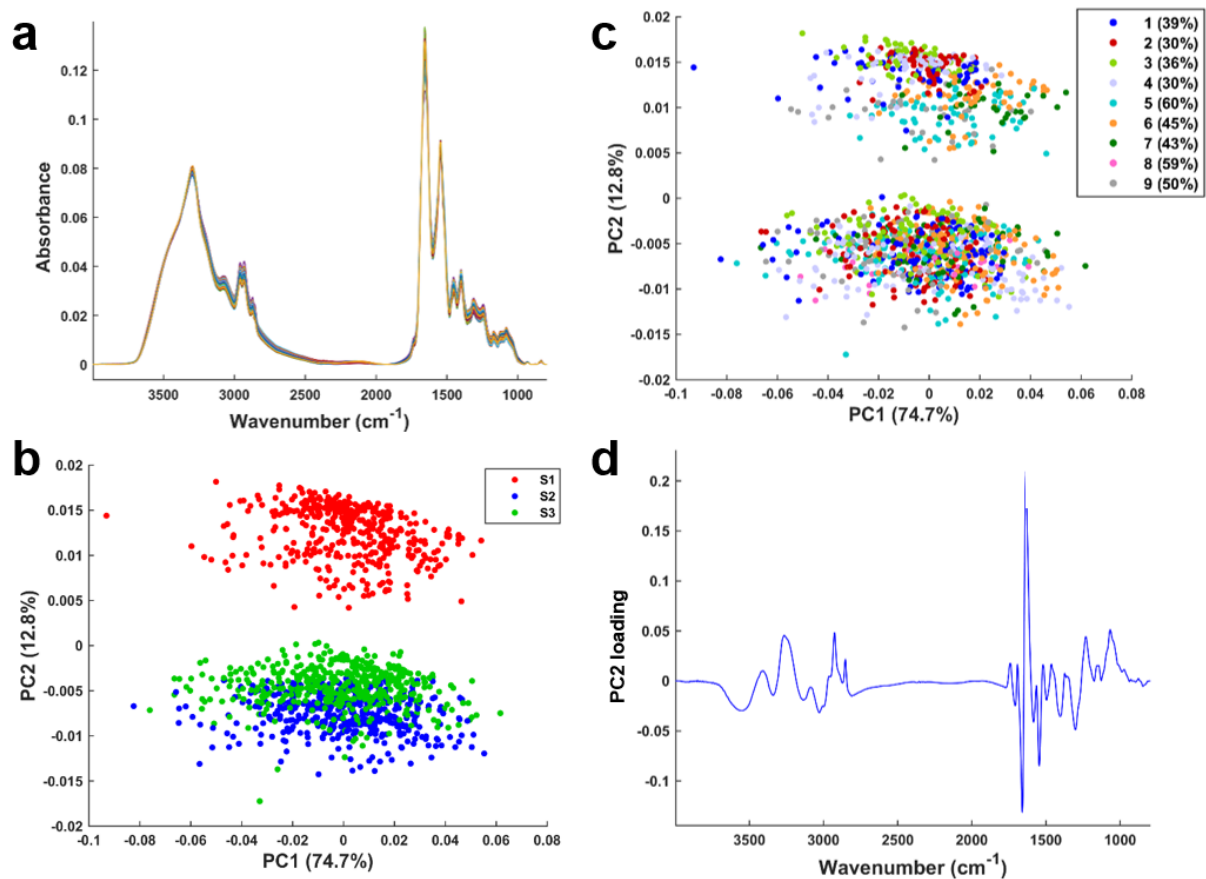 a
Absorbance
0.12
0.1
0.08
0.06
0.04
0.02
0
3500 3000 2500 2000 1500 1000
Wavenumber (cm-1)
c
PC2 (12.8%)
0.02
0.015
0.01
0.005
0
-0.005
-0.01
-0.015
-0.02
-0.1 -0.08 -0.06 -0.04 -0.02 0 0.02 0.04 0.06 0.08
PC1 (74.7%)
1 (39%)
2 (30%)
3 (36%)
4 (30%)
5 (60%)
6 (45%)
7 (43%)
8 (59%)
9 (50%)
b
PC2 (12.8%)
0.02
0.015
0.01
0.005
0
-0.005
-0.01
-0.015
-0.02
-0.1 -0.08 -0.06 -0.04 -0.02 0 0.02 0.04 0.06 0.08
PC1 (74.7%)
S1
S2
S3
d
PC2 loading
0.2
0.15
0.1
0.05
0
-0.05
-0.1
3500 3000 2500 2000 1500 1000
Wavenumber (cm-1)